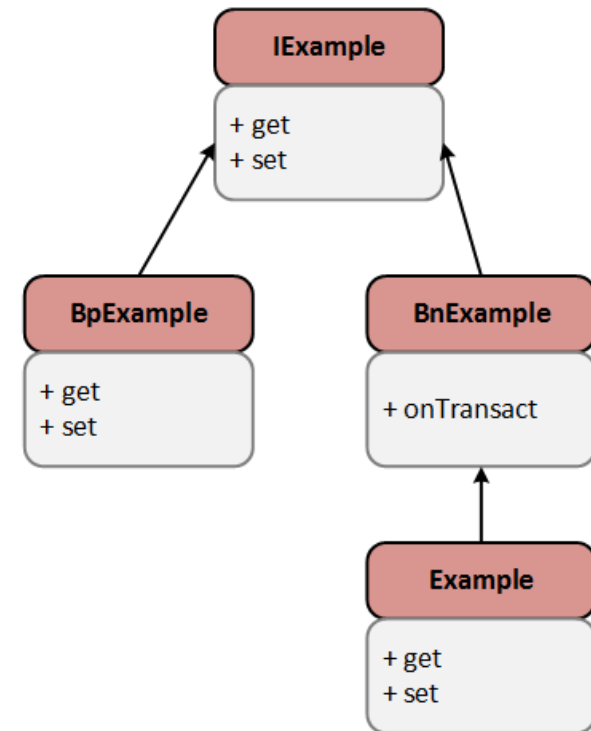 IExample
+ get
+ set
BpExample
+ get
+ set
BnExample
+ onTransact
Example
+ get
+ set